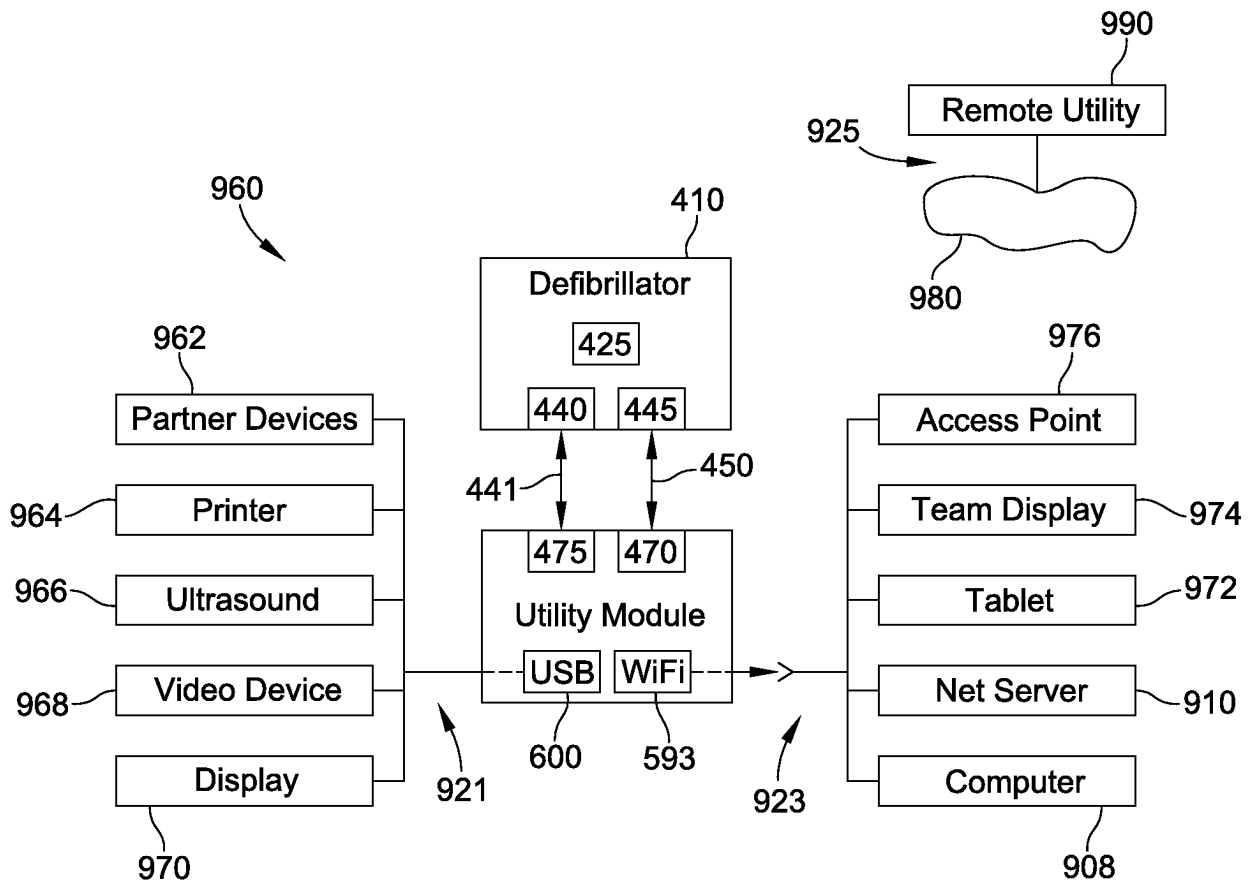 990
Remote Utility
925
960
410
980
Defibrillator
425
962
976
Partner Devices
440
445
Access Point
441
450
964
Printer
Team Display
974
475
470
966
Ultrasound
Utility Module
Tablet
972
USB
WiFi
968
Video Device
Net Server
910
600
593
921
923
Display
Computer
970
908